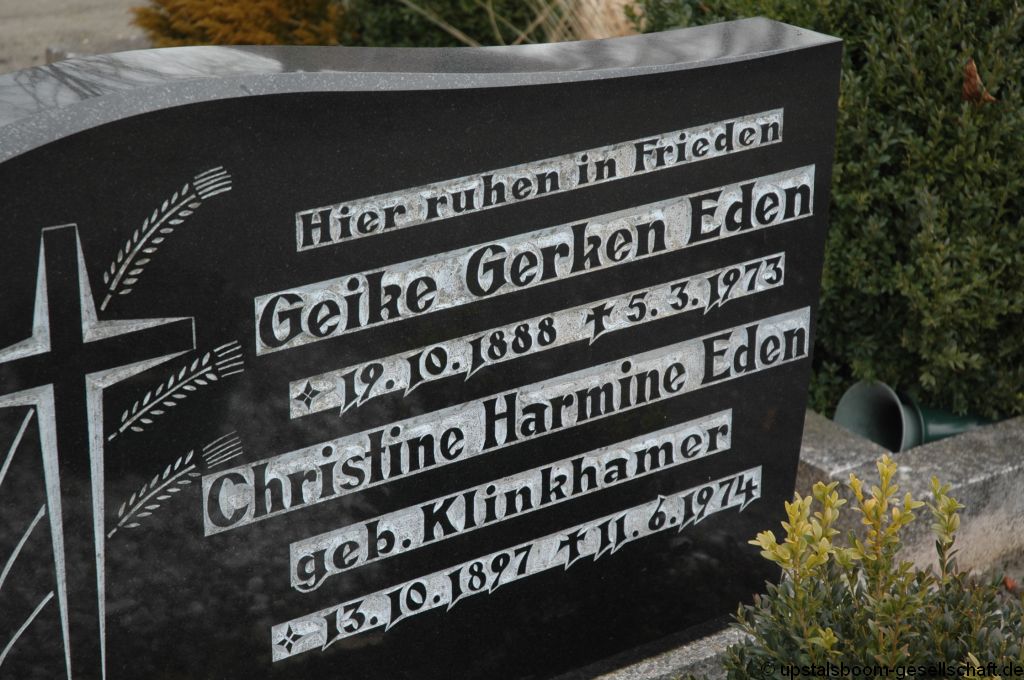 Hier ruhen in Frieden
Geike Gerken Eden
✧ 19.10.1888 ✝ 5.3.1973
Christine Harmine Eden
geb. Klinkhamer
✧ 13.10.1897 ✝ 11.6.1974
© upstalsboom-gesellschaft.de